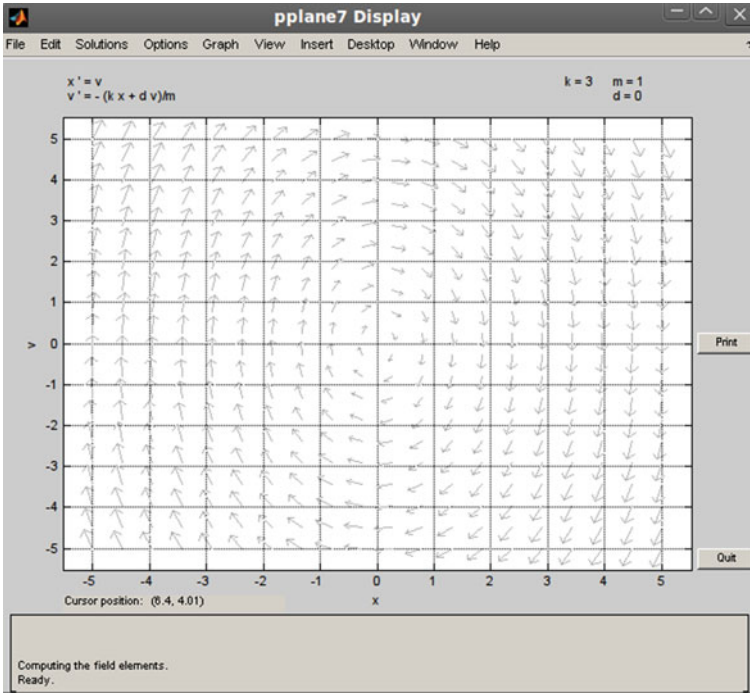 pplane7 Display
File Edit Solutions Options Graph View Insert Desktop Window Help
x ' = v
v ' = - (k x + d v)/m
k = 3 m = 1
d = 0
5
4
3
2
1
0
-1
-2
-3
-4
-5
v
-5 -4 -3 -2 -1 0 1 2 3 4 5
x
Print
Quit
Cursor position: (6.4, 4.01)
Computing the field elements.
Ready.